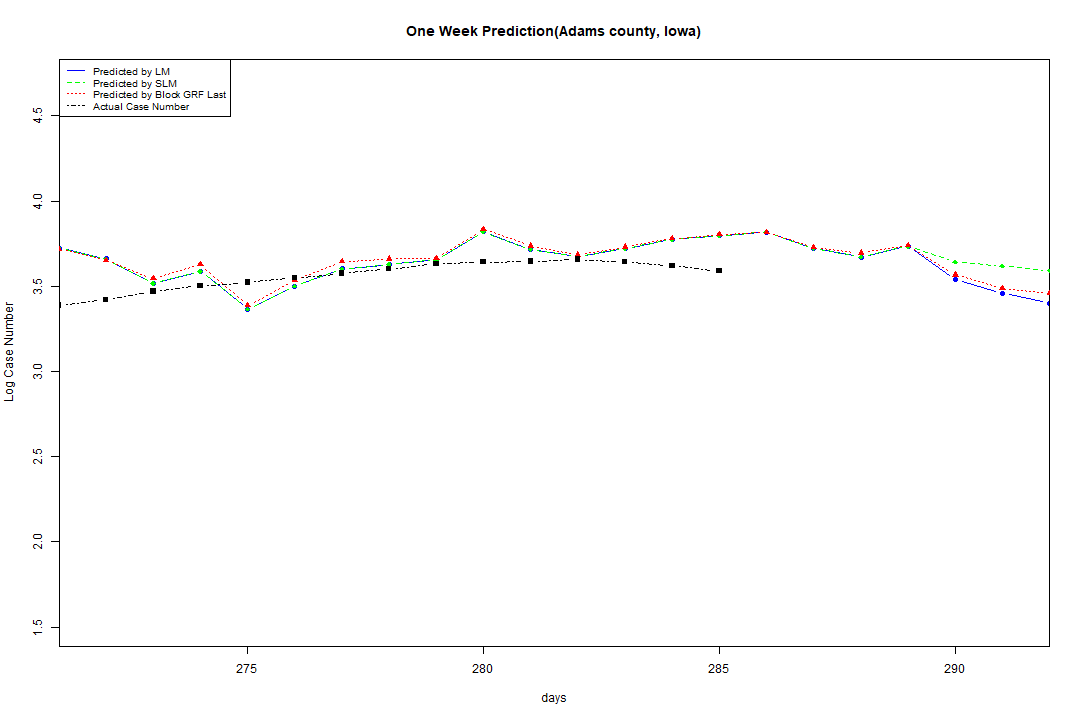 One Week Prediction(Adams county, Iowa)
Predicted by LM
Predicted by SLM
Predicted by Block GRF Last
Actual Case Number
Log Case Number
4.5
4.0
3.5
3.0
2.5
2.0
1.5
275 280 285 290
days